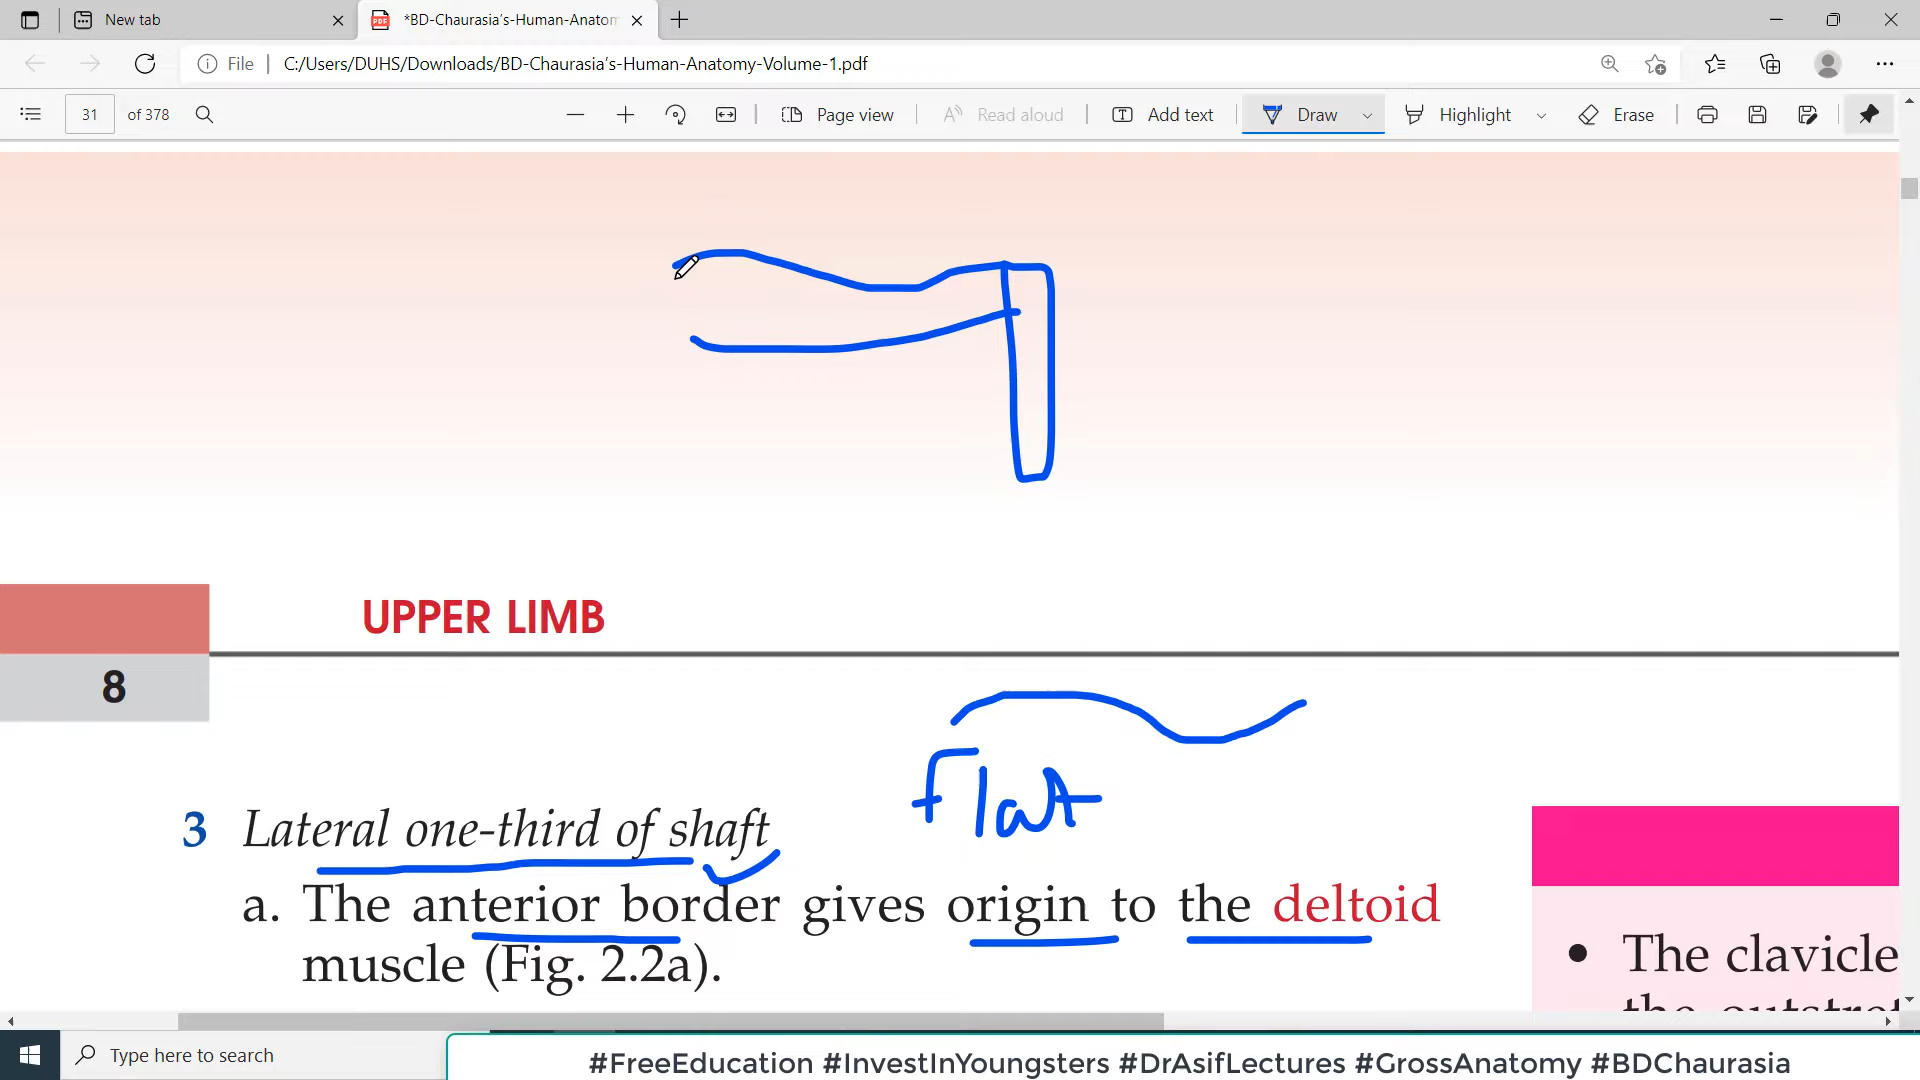 New tab
*BD-Chaurasia's-Human-Anatom
File
C:/Users/DUHS/Downloads/BD-Chaurasia's-Human-Anatomy-Volume-1.pdf
31 of 378
Page view
Read aloud
Add text
Draw
Highlight
Erase
UPPER LIMB
8
Flat
3 Lateral one-third of shaft
a. The anterior border gives origin to the deltoid
muscle (Fig. 2.2a).
• The clavicle
Type here to search
#FreeEducation #InvestInYoungsters #DrAsifLectures #GrossAnatomy #BDChaurasia